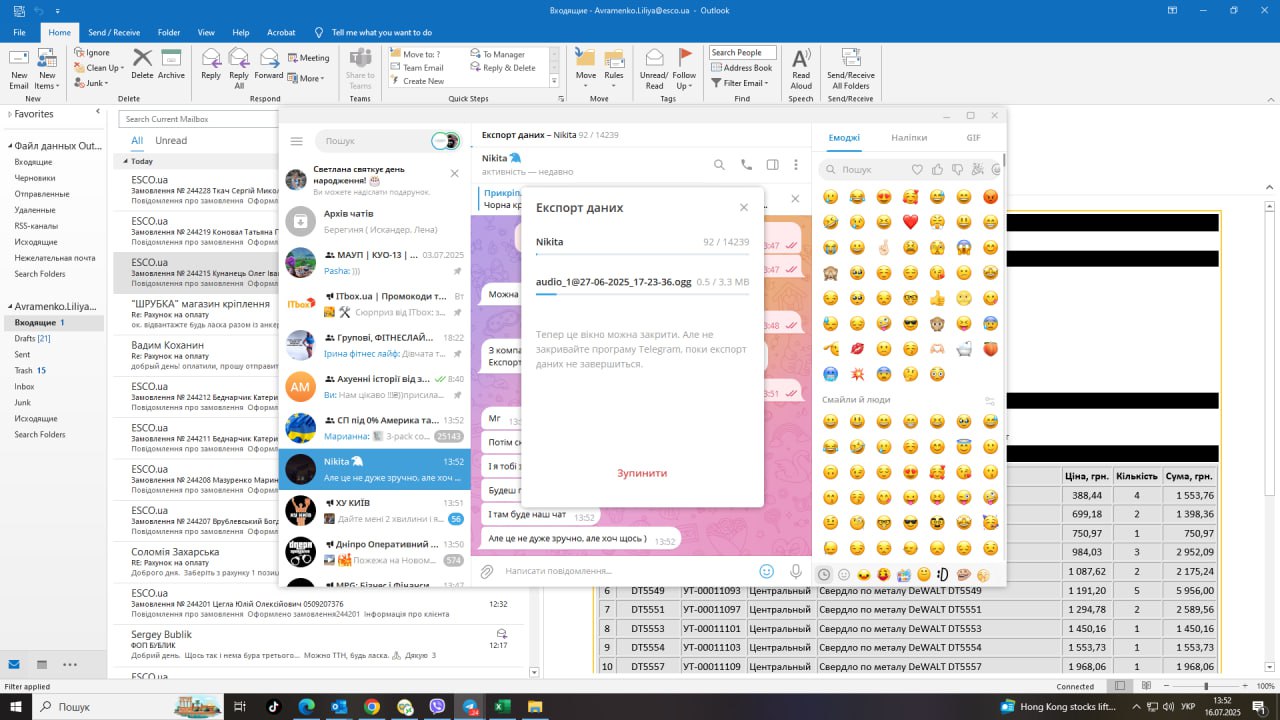 Входящие - Avramenko.Liliya@esco.ua - Outlook
File Home Send / Receive Folder View Help Acrobat Tell me what you want to do
New Email
New Items
Ignore
Clean Up
Junk
Delete
Archive
Reply
Reply All
Forward
Meeting
More
Share to Teams
Move to: ?
Team Email
Create New
To Manager
Reply & Delete
Move
Rules
Unread/ Read
Follow Up
Search People
Address Book
Filter Email
Read Aloud
Send/Receive All Folders
New Delete Respond Teams Quick Steps Move Tags Find Speech Send/Receive
Favorites
Файл данных Out...
Входящие
Черновики
Отправленные
Удаленные
RSS-каналы
Исходящие
Нежелательная почта
Search Folders
Avramenko.Liliya...
Входящие 1
Drafts [21]
Sent
Trash 15
Inbox
Junk
Исходящие
Search Folders
Search Current Mailbox
All Unread
Today
ESCO.ua
Замовлення № 244228 Ткач Сергій Микол
Повідомлення про замовлення Оформл
ESCO.ua
Замовлення № 244219 Коновал Татьяна Г
Повідомлення про замовлення Оформл
ESCO.ua
Замовлення № 244215 Кунанець Олег Іва
Повідомлення про замовлення Оформл
"ШРУБКА" магазин кріплення
Re: Рахунок на оплату
ок. відвантажте будь ласка разом із анкер
Вадим Коханин
Re: Рахунок на оплату
добрый день! оплатили, прошу отправит
ESCO.ua
Замовлення № 244212 Беднарчик Катери
Повідомлення про замовлення Оформл
ESCO.ua
Замовлення № 244211 Беднарчик Катери
Повідомлення про замовлення Оформл
ESCO.ua
Замовлення № 244208 Мазуренко Марин
Повідомлення про замовлення Оформл
ESCO.ua
Замовлення № 244207 Врублевський Богд
Повідомлення про замовлення Оформл
Соломія Захарська
RE: Рахунок на оплату
Доброго дня. Заберіть з рахунку 1 позиц
ESCO.ua
Замовлення № 244201 Цегла Юлий Олексійович 0509207376 12:32
Повідомлення про замовлення Оформлено замовлення244201 Інформація про клієнта
Sergey Bublik
ФОП БУБЛИК 12:17
Добрий день. Щось так і нема бура третього... Можно ТТН, будь ласка. Дякую 3
ESCO.ua
Пошук
Светлана святкує день народження!
Ви можете надіслати подарунок.
Архів чатів
Берегиня ( Искандер, Лена)
МАУП | КУО-13 | ... 03.07.2025
Pasha: )))
ITbox.ua | Промокоди т... Вт
Сюрприз від ITbox: з...
Групові, ФІТНЕСЛАЙ... 18:22
Ірина фітнес лайф: Дівчата т...
АМ
Ахуенні історії від з... 8:40
Ви: Нам цікаво присила...
СП під 0% Америка та... 13:52
Марианна: 3-pack co... 25143
Nikita 13:52
Але це не дуже зручно, але хоч ...
ХУ КИЇВ 13:51
Дайте мені 2 хвилини і я... 56
Дніпро Оперативний ... 13:50
Пожежа на Новом... 574
MPG: Бізнес і Фінанси... 13:47
Експорт даних – Nikita 92 / 14239
Nikita
активність — недавно
Прикріп
Чорна кр
13:47
13:47
Можна
13:48
З компа
Експорт
13:51
Мг
Потім ск
І я тобі з
Будеш п
І там буде наш чат 13:52
Але це не дуже зручно, але хоч щось ) 13:52
Написати повідомлення...
Експорт даних
Nikita 92 / 14239
audio_1@27-06-2025_17-23-36.ogg 0.5 / 3,3 MB
Тепер це вікно можна закрити. Але не
закривайте програму Telegram, поки експорт
даних не завершиться.
Зупинити
Емоджі Наліпки GIF
Пошук
Смайли й люди
Ціна, грн. Кількість Сума, грн.
388,44 4 1 553,76
699,18 2 1 398,36
750,97 1 750,97
984,03 3 2 952,09
1 087,62 2 2 175,24
6 DT5549 УТ-00011093 Центральный Свердло по металу DeWALT DT5549 1 191,20 5 5 956,00
7 DT5551 УТ-00011097 Центральный Свердло по металу DeWALT DT5551 1 294,78 2 2 589,56
8 DT5553 УТ-00011101 Центральный Свердло по металу DeWALT DT5553 1 450,16 1 1 450,16
9 DT5554 УТ-00011103 Центральный Свердло по металу DeWALT DT5554 1 553,73 1 1 553,73
10 DT5557 УТ-00011109 Центральный Свердло по металу DeWALT DT5557 1 968,06 1 1 968,06
Filter applied
Connected
100%
Пошук
Hong Kong stocks lift...
УКР
13:52
16.07.2025